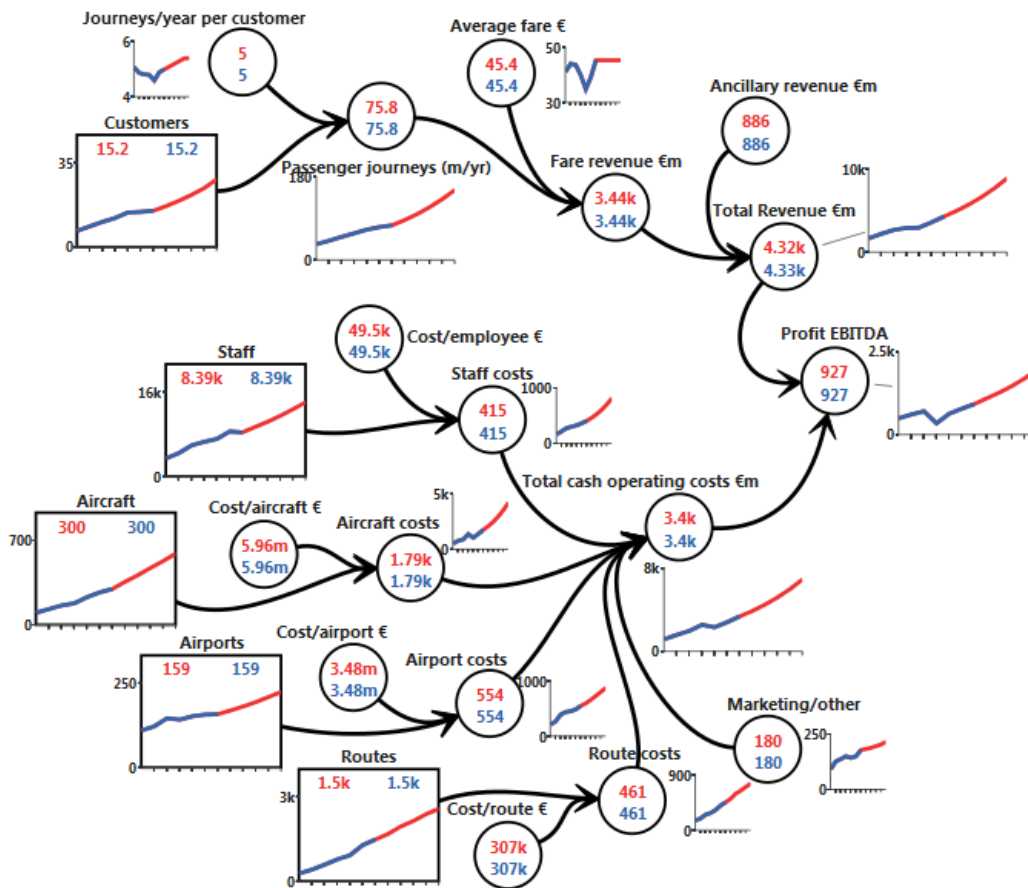 Journeys/year per customer
6
4
5
5
Average fare €
50
30
45.4
45.4
Ancillary revenue €m
886
886
Customers
35
0
15.2 15.2
75.8
75.8
Passenger journeys (m/yr)
180
0
Fare revenue €m
3.44k
3.44k
Total Revenue €m
4.32k
4.33k
10k
0
Cost/employee €
49.5k
49.5k
Profit EBITDA
927
927
2.5k
0
Staff
16k
0
8.39k 8.39k
Staff costs
415
415
1000
0
Total cash operating costs €m
3.4k
3.4k
8k
0
Aircraft
700
0
300 300
Cost/aircraft €
5.96m
5.96m
Aircraft costs
1.79k
1.79k
5k
0
Airports
250
0
159 159
Cost/airport €
3.48m
3.48m
Airport costs
554
554
1000
0
Marketing/other
180
180
250
0
Routes
3k
0
1.5k 1.5k
Cost/route €
307k
307k
Route costs
461
461
900
0